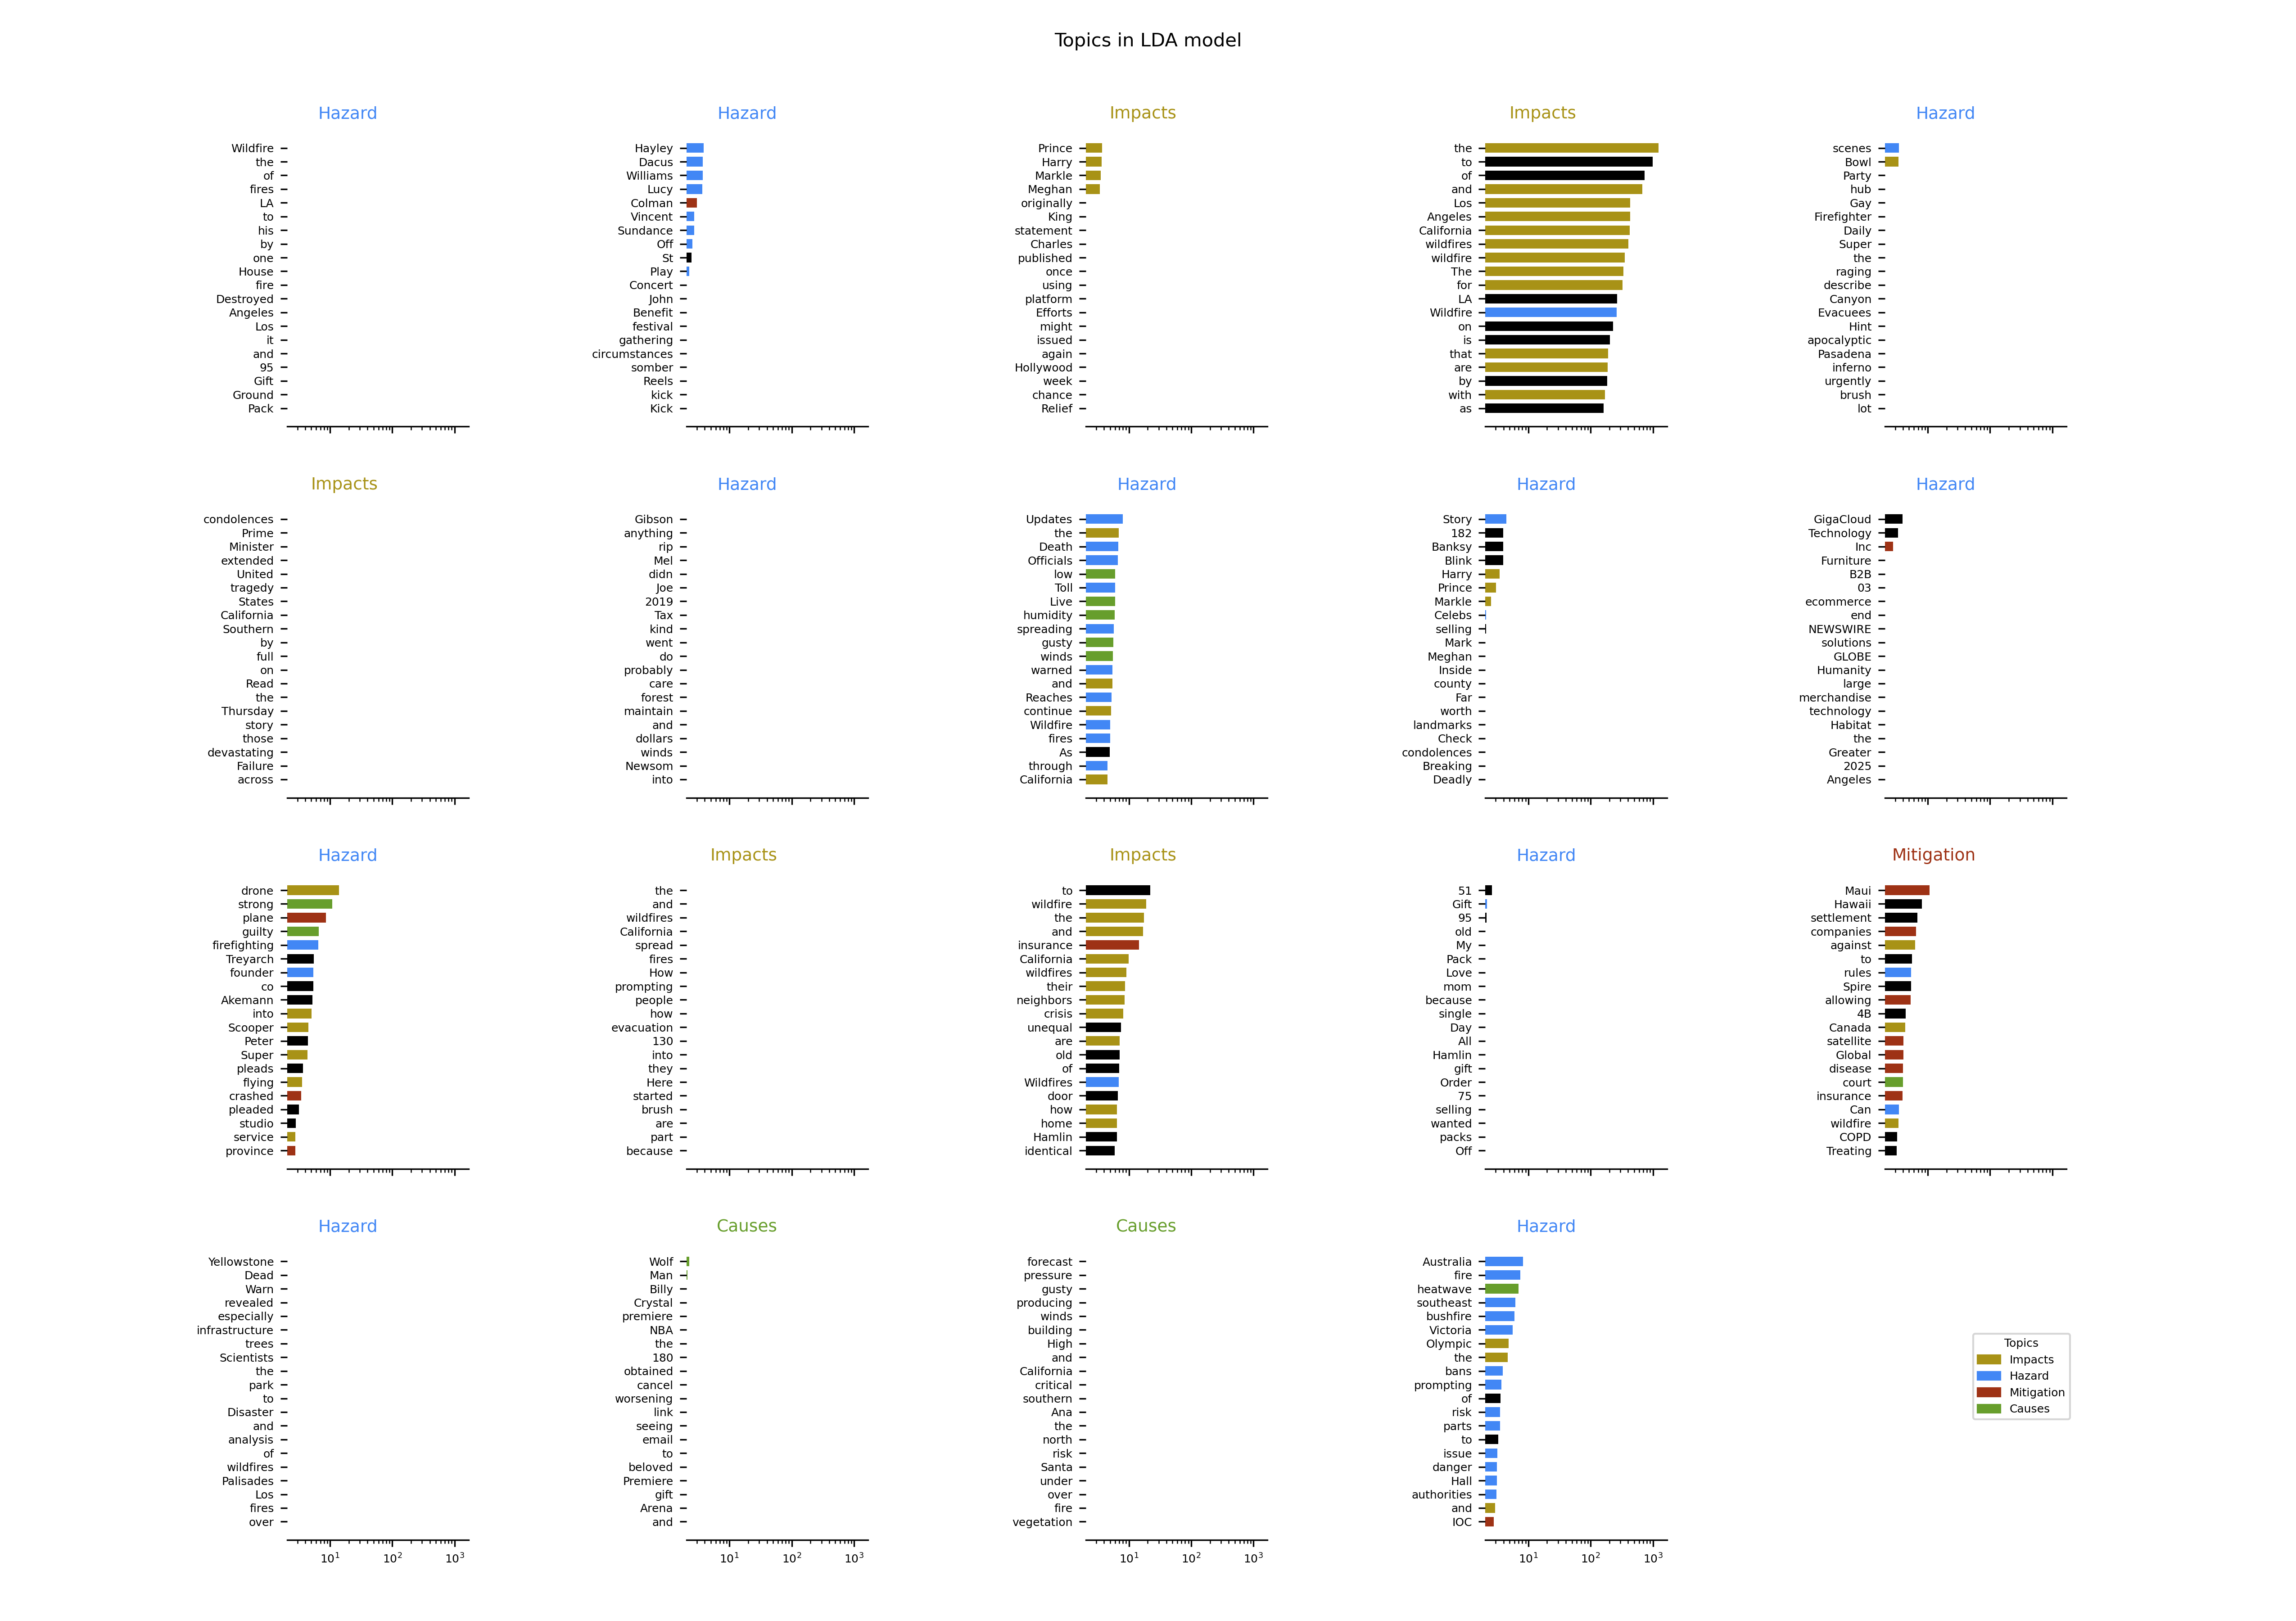 Topics in LDA model
Hazard
Wildfire
the
of
fires
LA
to
his
by
one
House
fire
Destroyed
Angeles
Los
it
and
95
Gift
Ground
Pack
Hazard
Hayley
Dacus
Williams
Lucy
Colman
Vincent
Sundance
Off
St
Play
Concert
John
Benefit
festival
gathering
circumstances
somber
Reels
kick
Kick
Impacts
Prince
Harry
Markle
Meghan
originally
King
statement
Charles
published
once
using
platform
Efforts
might
issued
again
Hollywood
week
chance
Relief
Impacts
the
to
of
and
Los
Angeles
California
wildfires
wildfire
The
for
LA
Wildfire
on
is
that
are
by
with
as
Hazard
scenes
Bowl
Party
hub
Gay
Firefighter
Daily
Super
the
raging
describe
Canyon
Evacuees
Hint
apocalyptic
Pasadena
inferno
urgently
brush
lot
Impacts
condolences
Prime
Minister
extended
United
tragedy
States
California
Southern
by
full
on
Read
the
Thursday
story
those
devastating
Failure
across
Hazard
Gibson
anything
rip
Mel
didn
Joe
2019
Tax
kind
went
do
probably
care
forest
maintain
and
dollars
winds
Newsom
into
Hazard
Updates
the
Death
Officials
low
Toll
Live
humidity
spreading
gusty
winds
warned
and
Reaches
continue
Wildfire
fires
As
through
California
Hazard
Story
182
Banksy
Blink
Harry
Prince
Markle
Celebs
selling
Mark
Meghan
Inside
county
Far
worth
landmarks
Check
condolences
Breaking
Deadly
Hazard
GigaCloud
Technology
Inc
Furniture
B2B
03
ecommerce
end
NEWSWIRE
solutions
GLOBE
Humanity
large
merchandise
technology
Habitat
the
Greater
2025
Angeles
Hazard
drone
strong
plane
guilty
firefighting
Treyarch
founder
co
Akemann
into
Scooper
Peter
Super
pleads
flying
crashed
pleaded
studio
service
province
Impacts
the
and
wildfires
California
spread
fires
How
prompting
people
how
evacuation
130
into
they
Here
started
brush
are
part
because
Impacts
to
wildfire
the
and
insurance
California
wildfires
their
neighbors
crisis
unequal
are
old
of
Wildfires
door
how
home
Hamlin
identical
Hazard
51
Gift
95
old
My
Pack
Love
mom
because
single
Day
All
Hamlin
gift
Order
75
selling
wanted
packs
Off
Mitigation
Maui
Hawaii
settlement
companies
against
to
rules
Spire
allowing
4B
Canada
satellite
Global
disease
court
insurance
Can
wildfire
COPD
Treating
Hazard
Yellowstone
Dead
Warn
revealed
especially
infrastructure
trees
Scientists
the
park
to
Disaster
and
analysis
of
wildfires
Palisades
Los
fires
over
10¹ 10² 10³
Causes
Wolf
Man
Billy
Crystal
premiere
NBA
the
180
obtained
cancel
worsening
link
seeing
email
to
beloved
Premiere
gift
Arena
and
10¹ 10² 10³
Causes
forecast
pressure
gusty
producing
winds
building
High
and
California
critical
southern
Ana
the
north
risk
Santa
under
over
fire
vegetation
10¹ 10² 10³
Hazard
Australia
fire
heatwave
southeast
bushfire
Victoria
Olympic
the
bans
prompting
of
risk
parts
to
issue
danger
Hall
authorities
and
IOC
10¹ 10² 10³
Topics
Impacts
Hazard
Mitigation
Causes